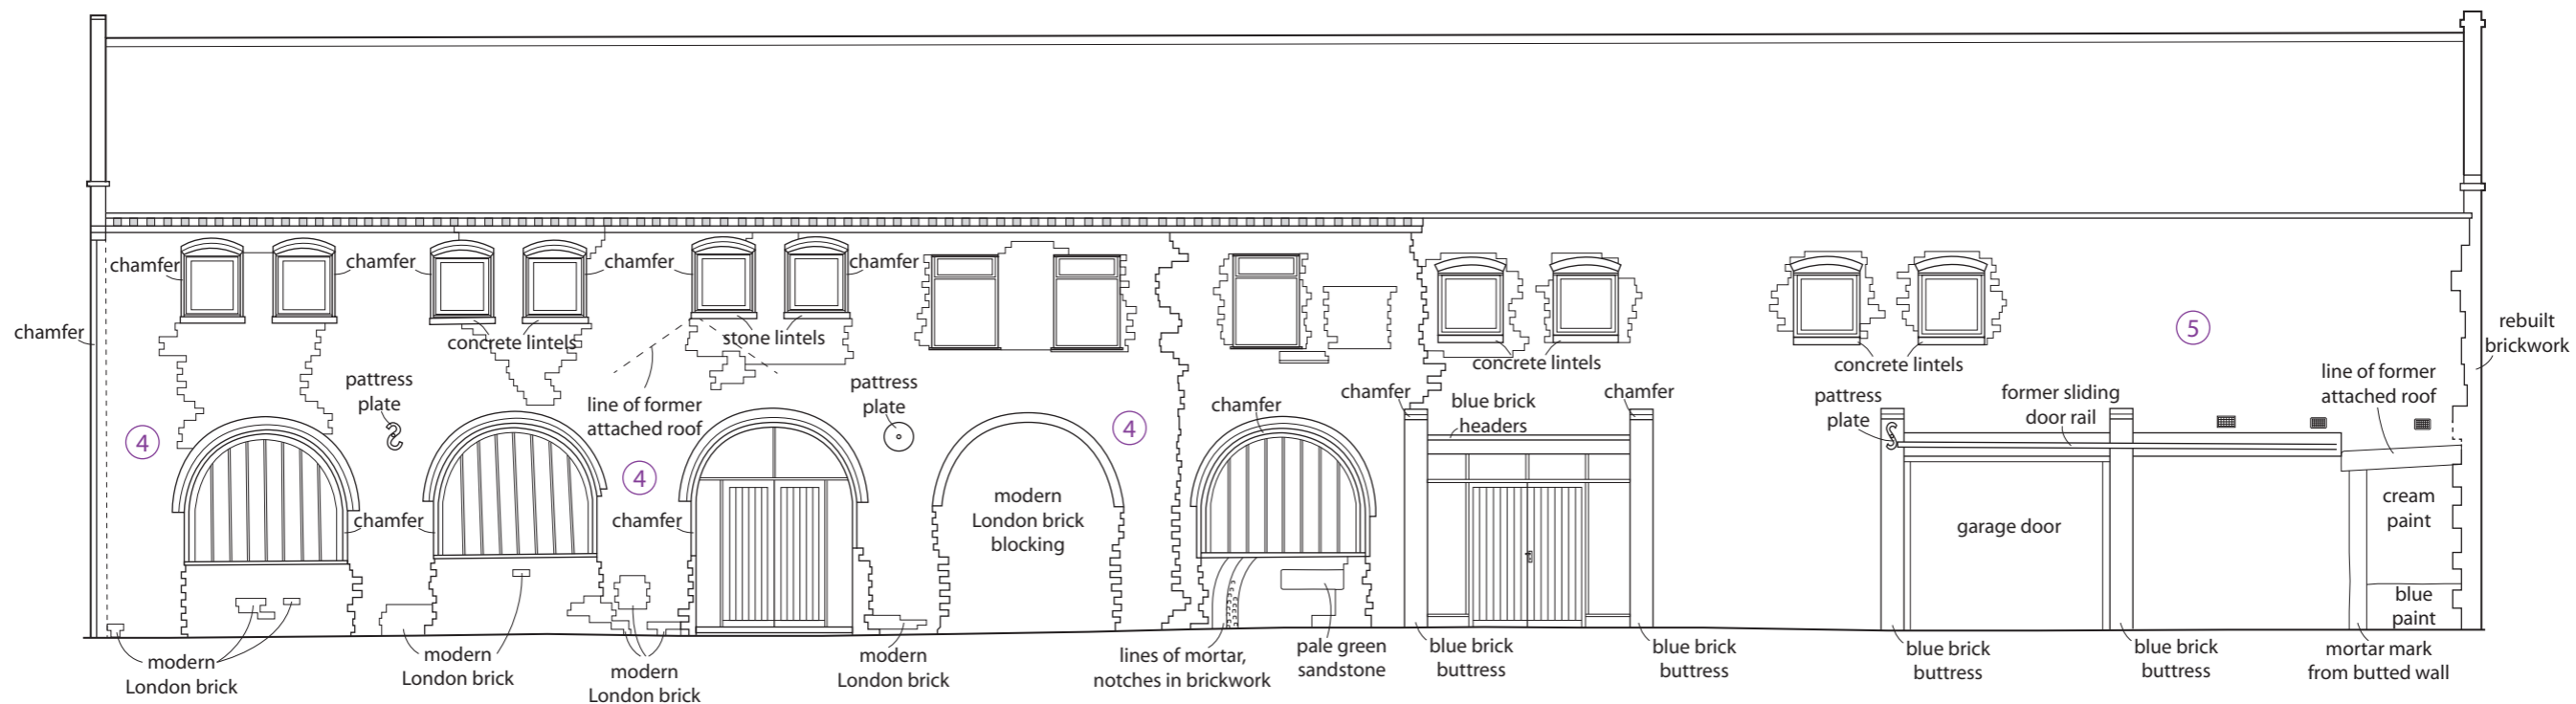 chamfer
chamfer
chamfer
chamfer
chamfer
concrete lintels
stone lintels
concrete lintels
concrete lintels
5
rebuilt
brickwork
pattress
plate
line of former
attached roof
pattress
plate
chamfer
chamfer
blue brick
headers
chamfer
pattress
plate
former sliding
door rail
line of former
attached roof
4
4
4
chamfer
chamfer
modern
London brick
blocking
garage door
cream
paint
blue
paint
modern
London brick
modern
London brick
modern
London brick
modern
London brick
lines of mortar,
notches in brickwork
pale green
sandstone
blue brick
buttress
blue brick
buttress
blue brick
buttress
blue brick
buttress
mortar mark
from butted wall